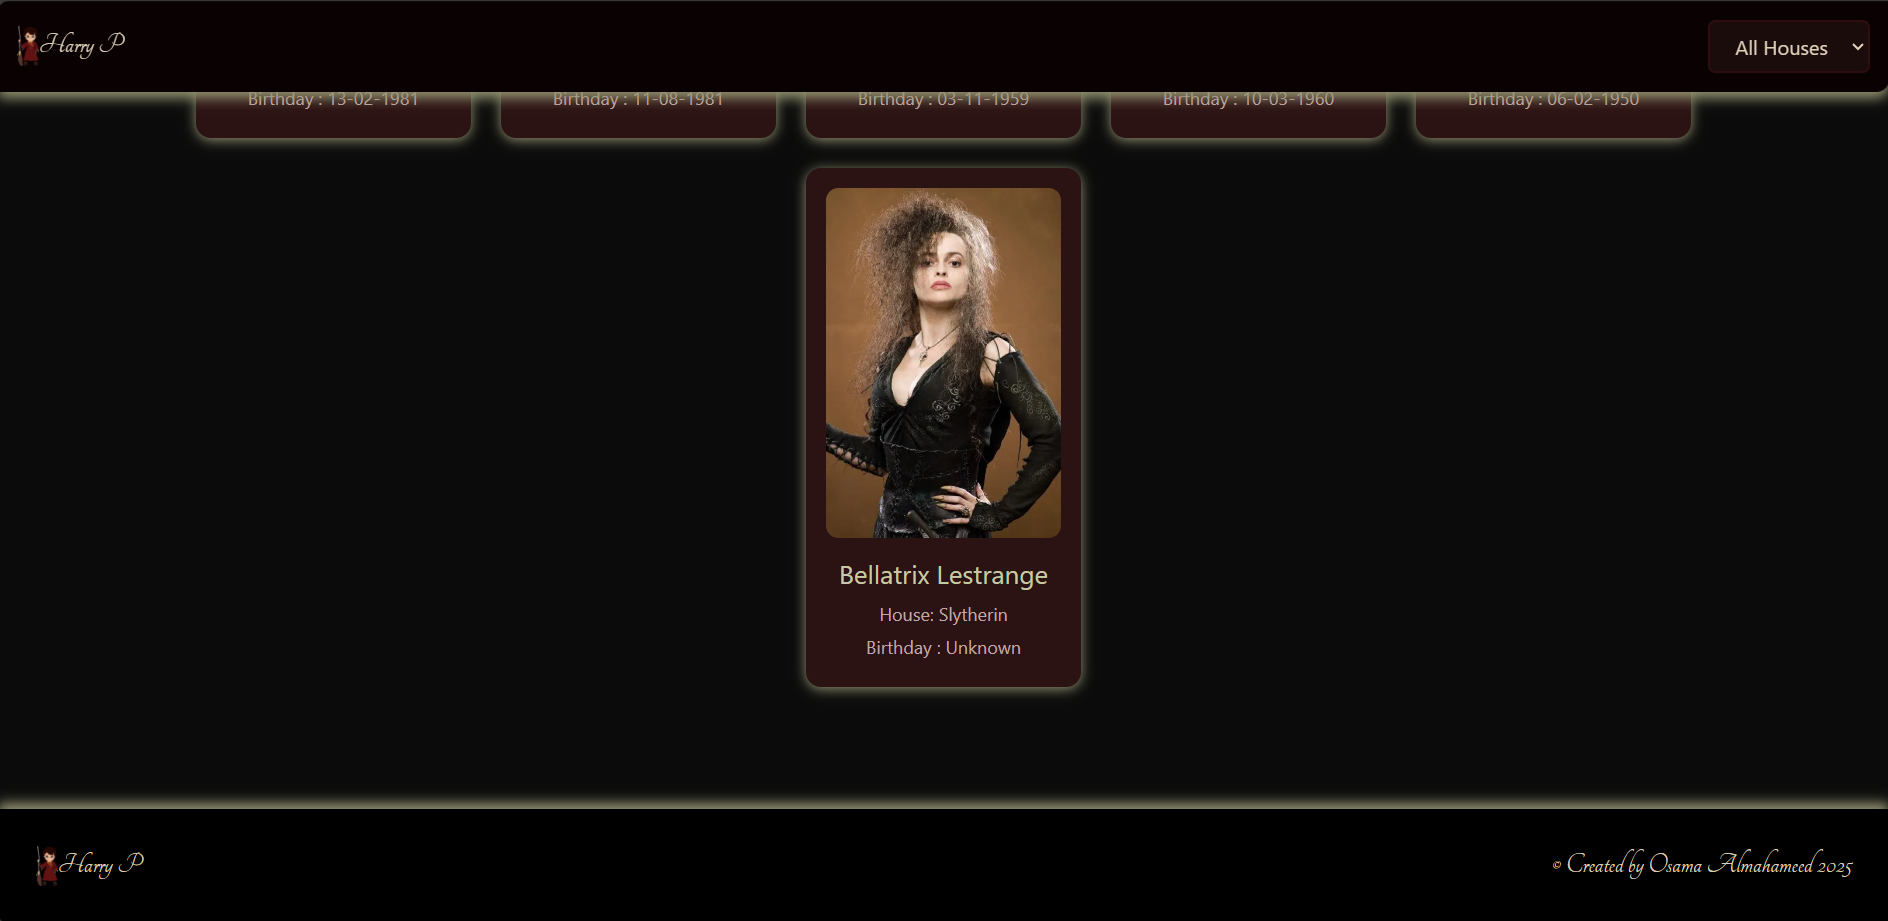 Harry P
All Houses
Birthday : 13-02-1981
Birthday : 11-08-1981
Birthday : 03-11-1959
Birthday : 10-03-1960
Birthday : 06-02-1950
Bellatrix Lestrange
House: Slytherin
Birthday : Unknown
Harry P
© Created by Osama Almahameed 2025